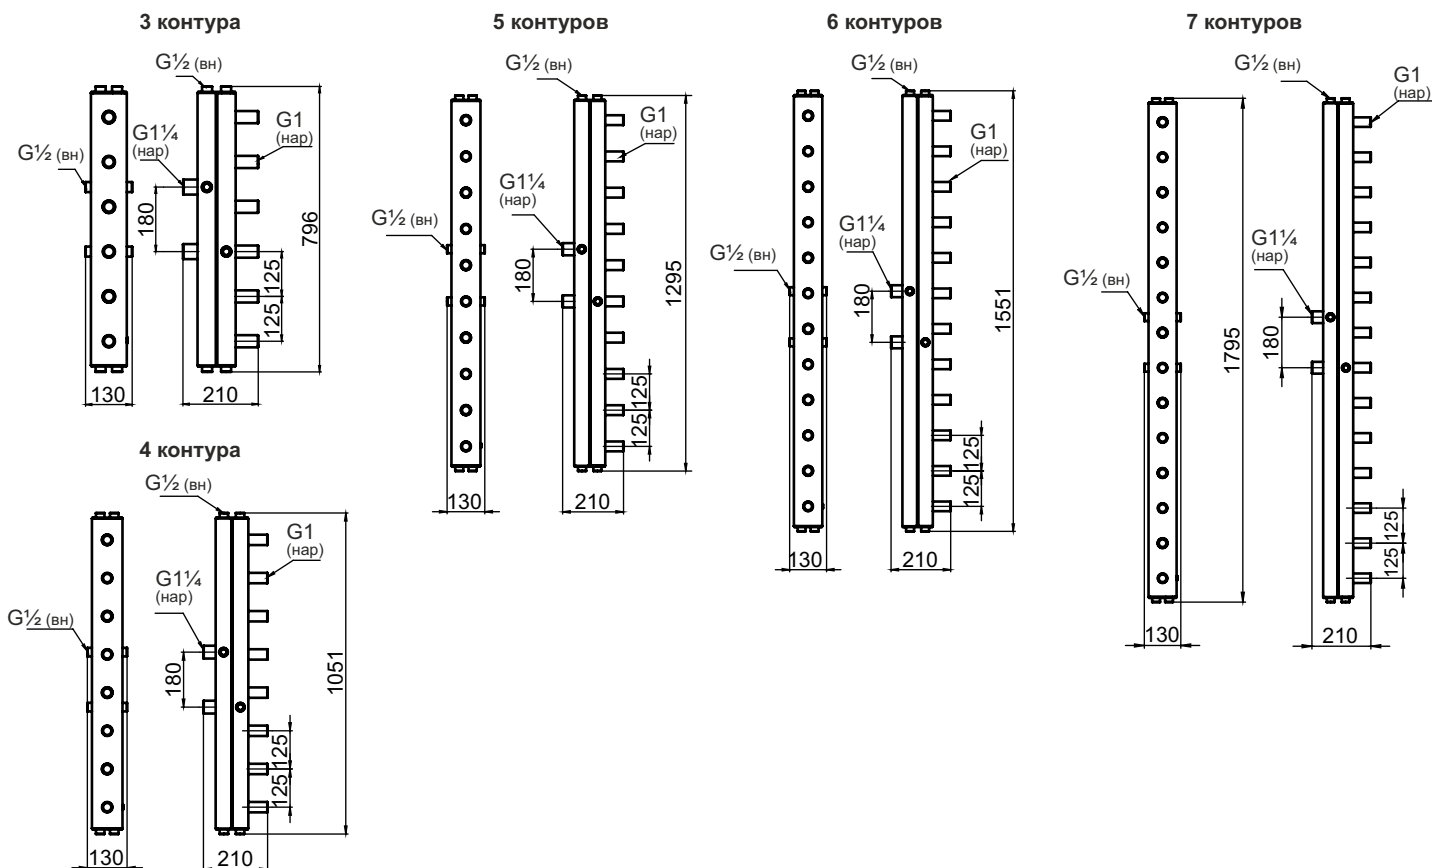 3 контура
G½ (вн)
G½ (вн)
G1¼
(нар)
G1
(нар)
180
125
125
796
130
210
4 контура
G½ (вн)
G½ (вн)
G1¼
(нар)
G1
(нар)
180
125
125
1051
130
210
5 контуров
G½ (вн)
G½ (вн)
G1¼
(нар)
G1
(нар)
180
125
125
1295
130
210
6 контуров
G½ (вн)
G½ (вн)
G1¼
(нар)
G1
(нар)
180
125
125
1551
130
210
7 контуров
G½ (вн)
G½ (вн)
G1¼
(нар)
G1
(нар)
180
125
125
1795
130
210